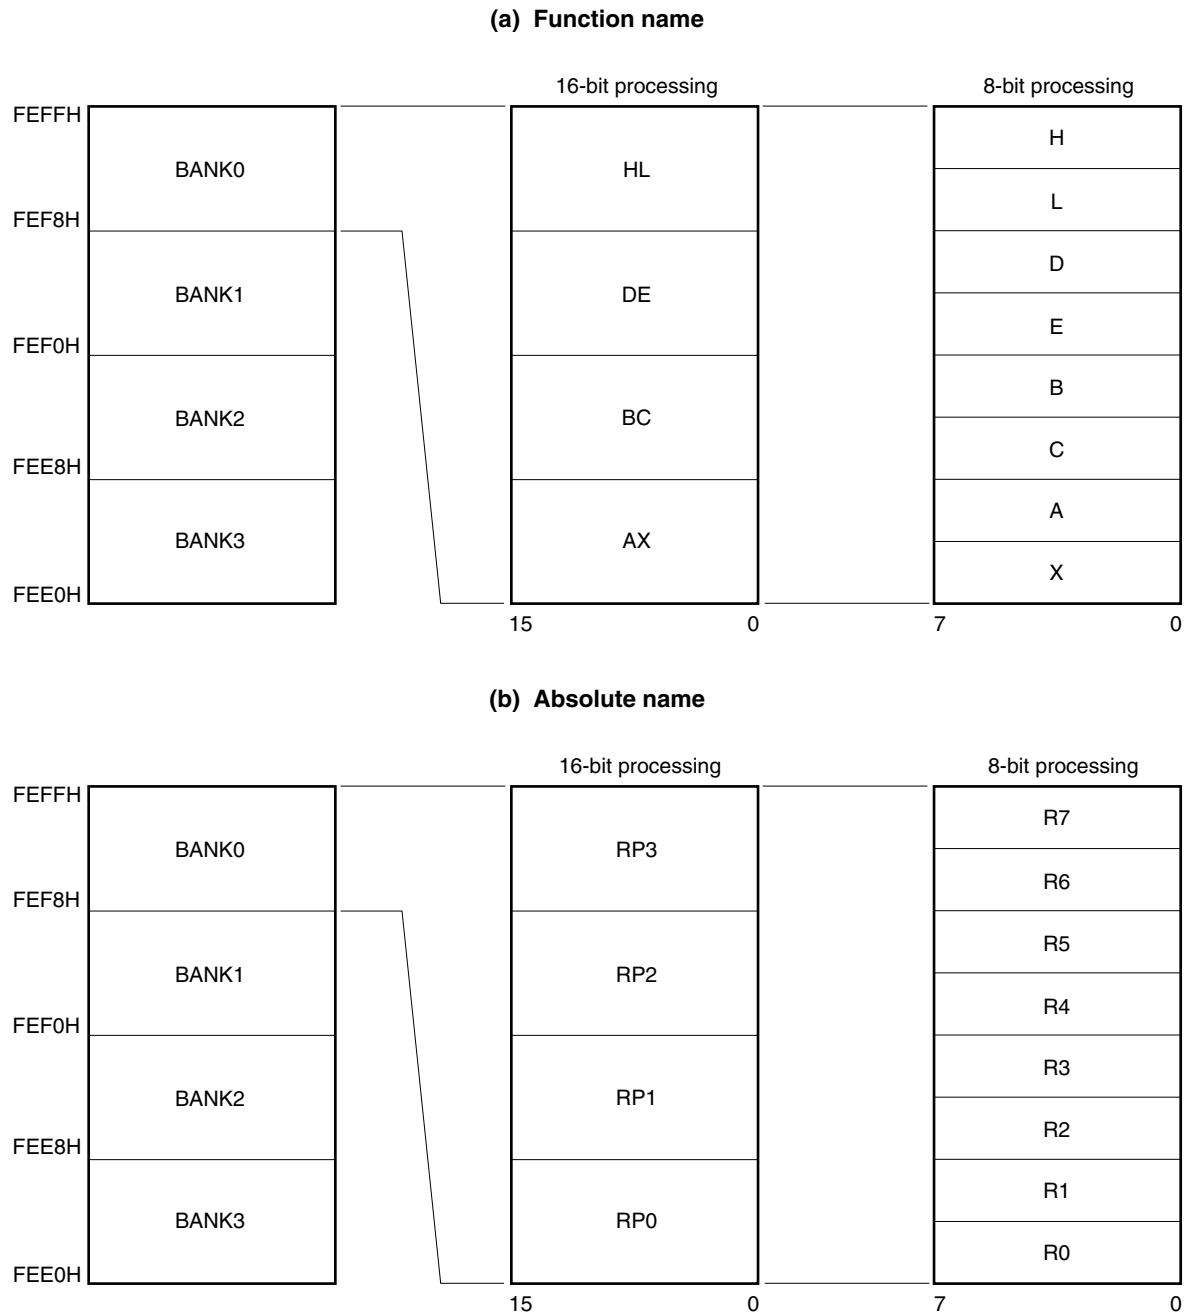 (a) Function name
16-bit processing 8-bit processing
FEFFH
H
BANK0 HL
L
FEF8H
D
BANK1 DE
E
FEF0H
B
BANK2 BC
C
FEE8H
A
BANK3 AX
X
FEE0H
15 0 7 0
(b) Absolute name
16-bit processing 8-bit processing
FEFFH
R7
BANK0 RP3
R6
FEF8H
R5
BANK1 RP2
R4
FEF0H
R3
BANK2 RP1
R2
FEE8H
R1
BANK3 RP0
R0
FEE0H
15 0 7 0